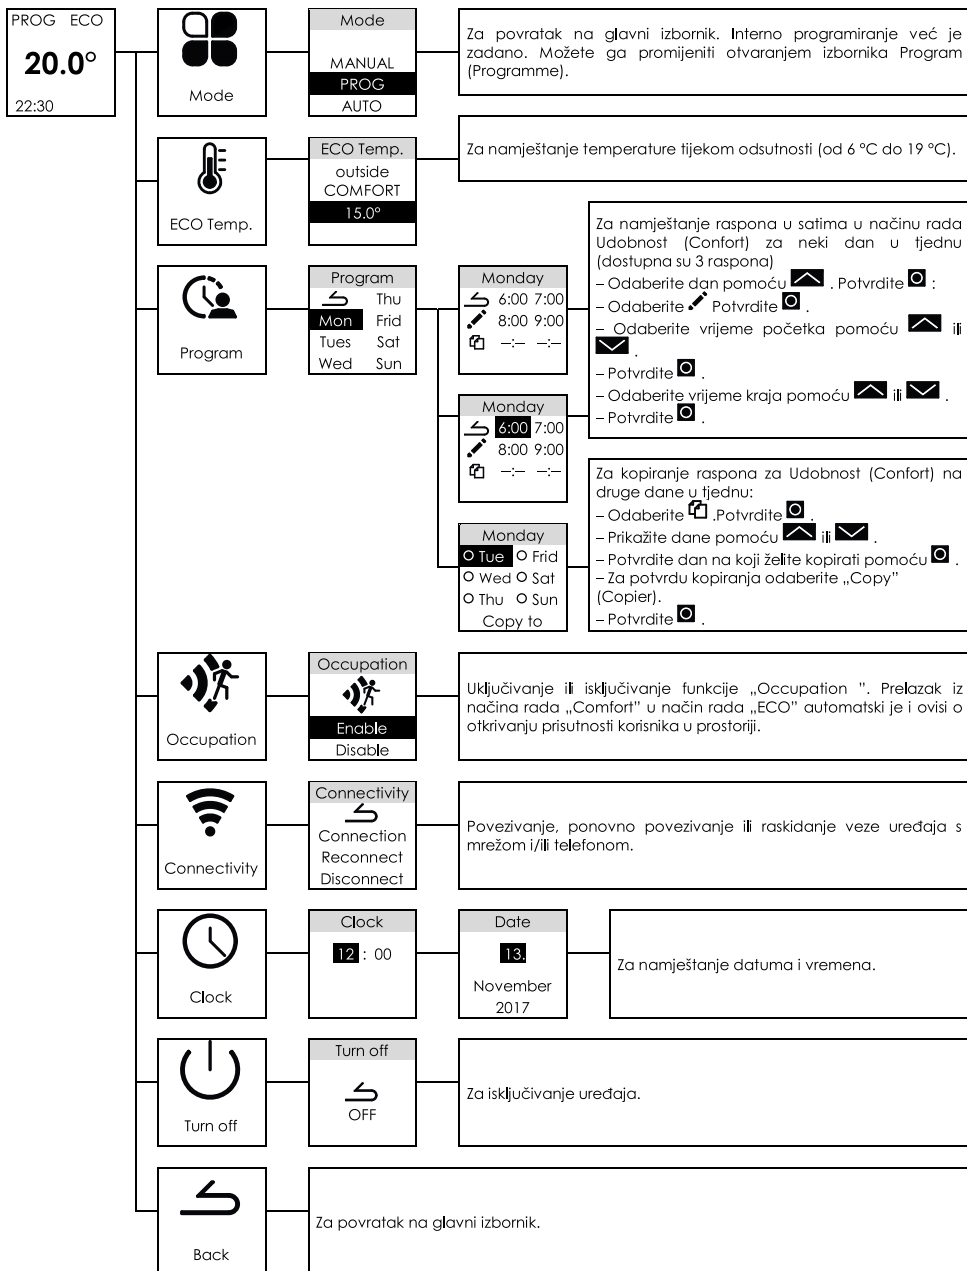 PROG ECO
20.0°
22:30
Mode
Mode
MANUAL
PROG
AUTO
Za povratak na glavni izbornik. Interno programiranje već je
zadano. Možete ga promijeniti otvaranjem izbornika Program
(Programme).
ECO Temp.
ECO Temp.
outside
COMFORT
15.0°
Za namještanje temperature tijekom odsutnosti (od 6 °C do 19 °C).
Program
Program
Thu
Mon Frid
Tues Sat
Wed Sun
Monday
6:00 7:00
8:00 9:00
–:– –:–
Monday
6:00 7:00
8:00 9:00
–:– –:–
Za namještanje raspona u satima u načinu rada
Udobnost (Confort) za neki dan u tjednu
(dostupna su 3 raspona)
– Odaberite dan pomoću . Potvrdite :
– Odaberite Potvrdite .
– Odaberite vrijeme početka pomoću ili
.
– Potvrdite .
– Odaberite vrijeme kraja pomoću ili .
– Potvrdite .
Monday
Tue Frid
Wed Sat
Thu Sun
Copy to
Za kopiranje raspona za Udobnost (Confort) na
druge dane u tjednu:
– Odaberite .Potvrdite .
– Prikažite dane pomoću ili .
– Potvrdite dan na koji želite kopirati pomoću .
– Za potvrdu kopiranja odaberite „Copy”
(Copier).
– Potvrdite .
Occupation
Occupation
Enable
Disable
Uključivanje ili isključivanje funkcije „Occupation ”. Prelazak iz
načina rada „Comfort” u način rada „ECO” automatski je i ovisi o
otkrivanju prisutnosti korisnika u prostoriji.
Connectivity
Connectivity
Connection
Reconnect
Disconnect
Povezivanje, ponovno povezivanje ili raskidanje veze uređaja s
mrežom i/ili telefonom.
Clock
Clock
12 : 00
Date
13.
November
2017
Za namještanje datuma i vremena.
Turn off
Turn off
OFF
Za isključivanje uređaja.
Back
Za povratak na glavni izbornik.